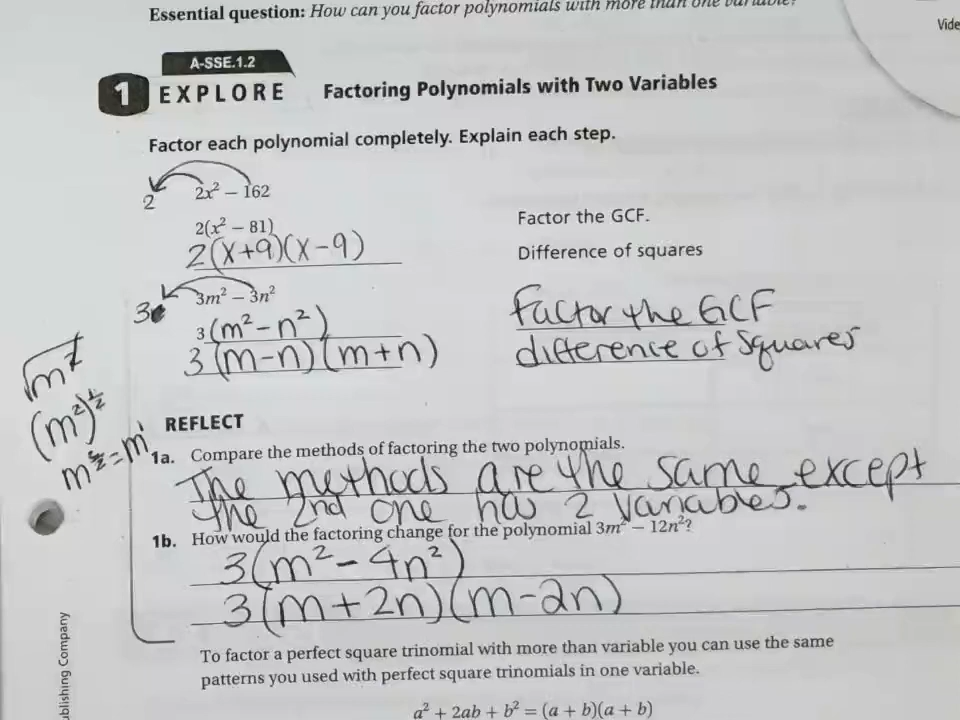 Essential question: How can you factor polynomials with more than one variable?
Vide
A-SSE.1.2
1 EXPLORE Factoring Polynomials with Two Variables
Factor each polynomial completely. Explain each step.
2 2x² – 162
2(x² – 81) Factor the GCF.
2(x+9)(x-9) Difference of squares
3 3m² – 3n²
3(m²-n²) Factor the GCF
3(m-n)(m+n) difference of squares
√m²
(m²)^½
m^2/2 = m¹
REFLECT
1a. Compare the methods of factoring the two polynomials.
The methods are the same except
the 2nd one has 2 variables.
1b. How would the factoring change for the polynomial 3m² – 12n²?
3(m²-4n²)
3(m+2n)(m-2n)
To factor a perfect square trinomial with more than variable you can use the same
patterns you used with perfect square trinomials in one variable.
a² + 2ab + b² = (a + b)(a + b)
ublishing Company